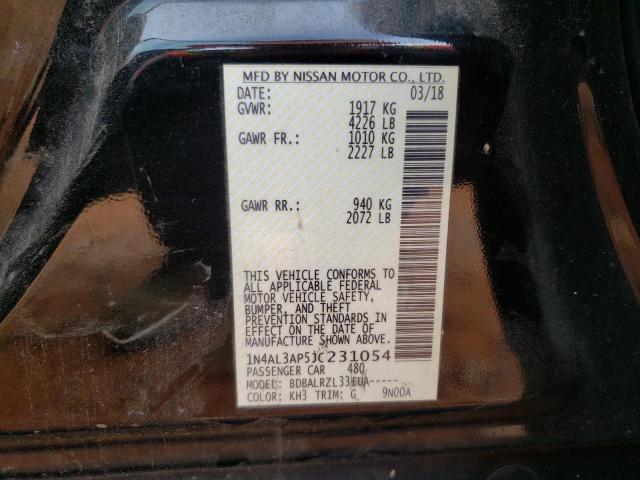 MFD BY NISSAN MOTOR CO., LTD.
DATE: 03/18
GVWR: 1917 KG
4226 LB
GAWR FR.: 1010 KG
2227 LB
GAWR RR.: 940 KG
2072 LB
THIS VEHICLE CONFORMS TO
ALL APPLICABLE FEDERAL
MOTOR VEHICLE SAFETY,
BUMPER, AND THEFT
PREVENTION STANDARDS IN
EFFECT ON THE DATE OF
MANUFACTURE SHOWN ABOVE.
1N4AL3AP5JC231054
PASSENGER CAR 480
MODEL: BDBALRZL33EUA-----
COLOR: KH3 TRIM: G 9N00A